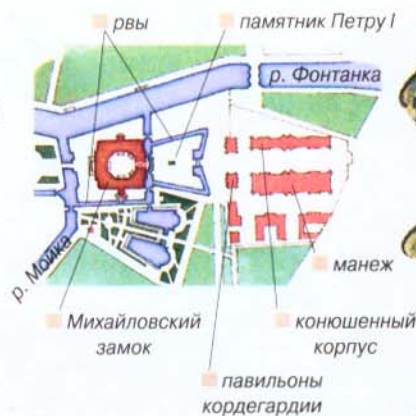 рвы
памятник Петру I
р. Фонтанка
р. Мойка
манеж
Михайловский
замок
конюшенный
корпус
павильоны
кордегардии